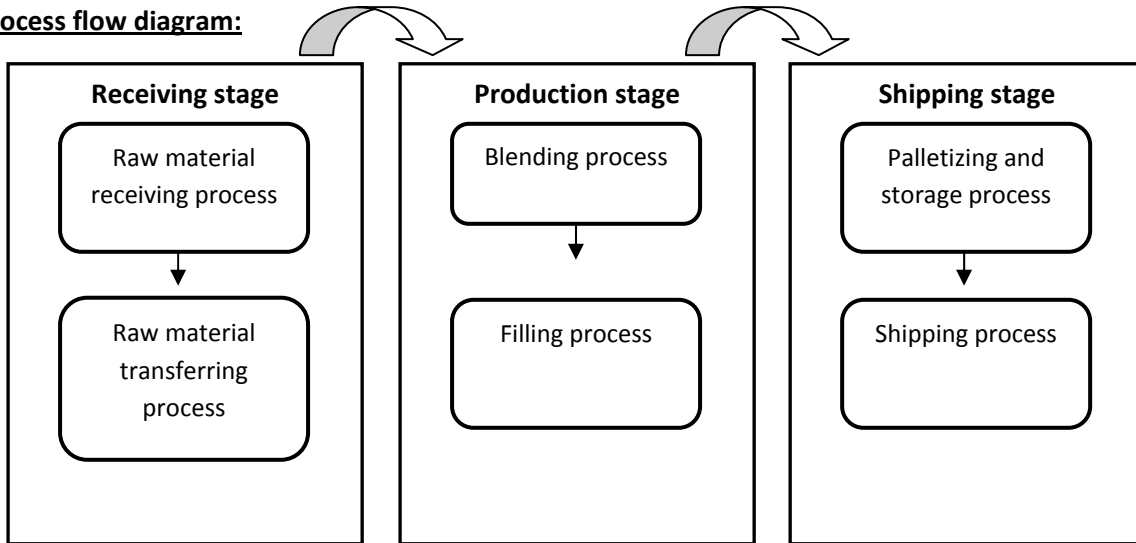 ocess flow diagram:
Receiving stage
Raw material
receiving process
Raw material
transferring
process
Production stage
Blending process
Filling process
Shipping stage
Palletizing and
storage process
Shipping process